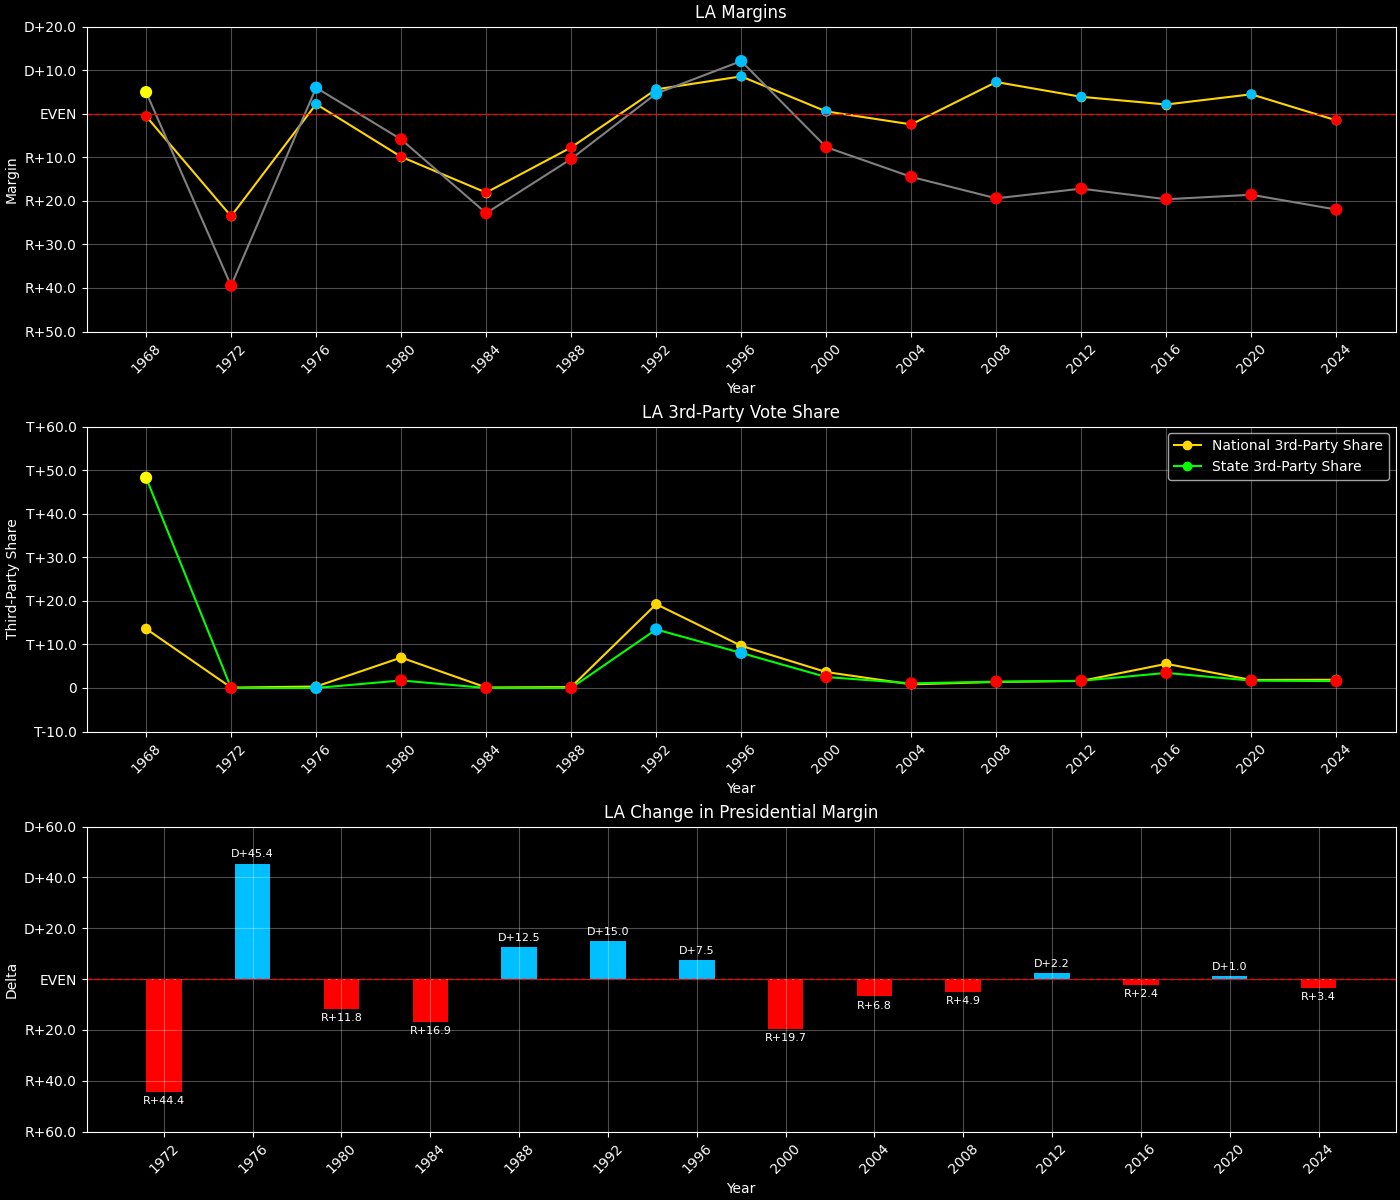 LA Margins
D+20.0
D+10.0
EVEN
R+10.0
R+20.0
R+30.0
R+40.0
R+50.0
Margin
1968 1972 1976 1980 1984 1988 1992 1996 2000 2004 2008 2012 2016 2020 2024
Year
LA 3rd-Party Vote Share
T+60.0
T+50.0
T+40.0
T+30.0
T+20.0
T+10.0
0
T-10.0
Third-Party Share
National 3rd-Party Share
State 3rd-Party Share
1968 1972 1976 1980 1984 1988 1992 1996 2000 2004 2008 2012 2016 2020 2024
Year
LA Change in Presidential Margin
D+60.0
D+40.0
D+20.0
EVEN
R+20.0
R+40.0
R+60.0
Delta
R+44.4
D+45.4
R+11.8
R+16.9
D+12.5
D+15.0
D+7.5
R+19.7
R+6.8
R+4.9
D+2.2
R+2.4
D+1.0
R+3.4
1972 1976 1980 1984 1988 1992 1996 2000 2004 2008 2012 2016 2020 2024
Year